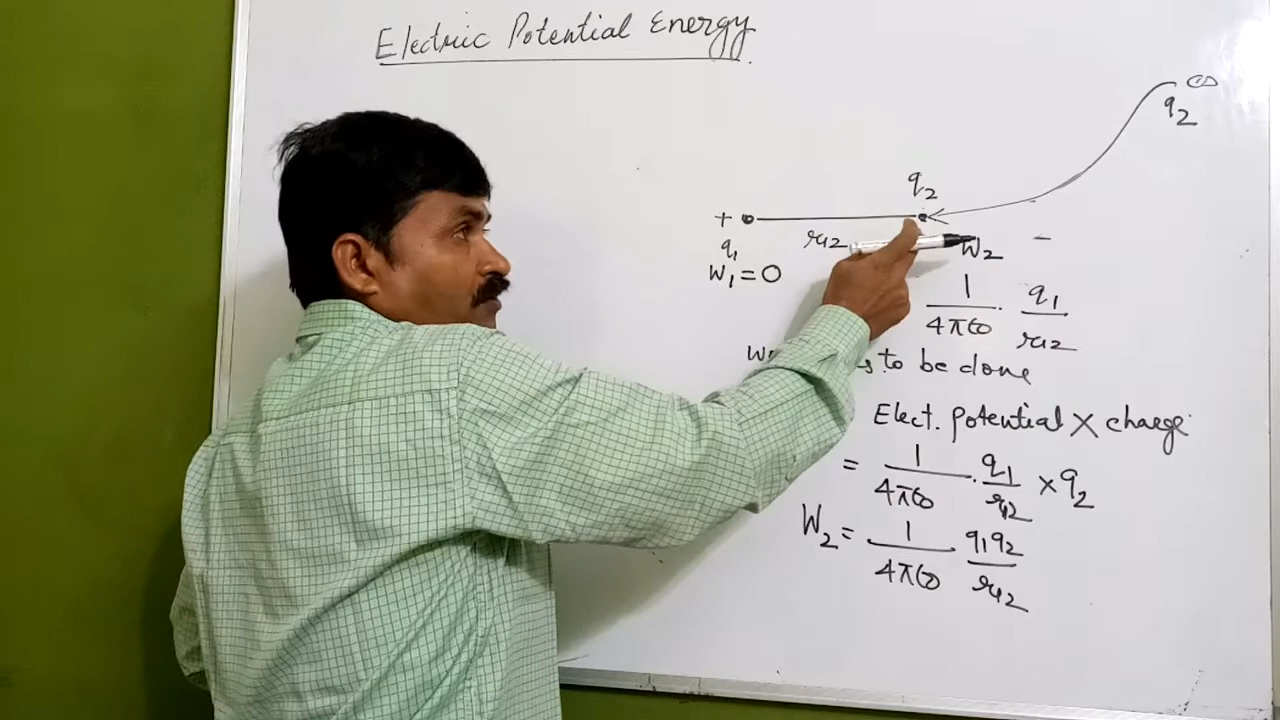 Electric Potential Energy
q2
q2
+
r12
W2
-
q1
W1 = 0
1/4πε0 . q1/r12
to be done
Elect. potential X charge
= 1/4πε0 . q1/r12 × q2
W2 = 1/4πε0 q1q2/r12